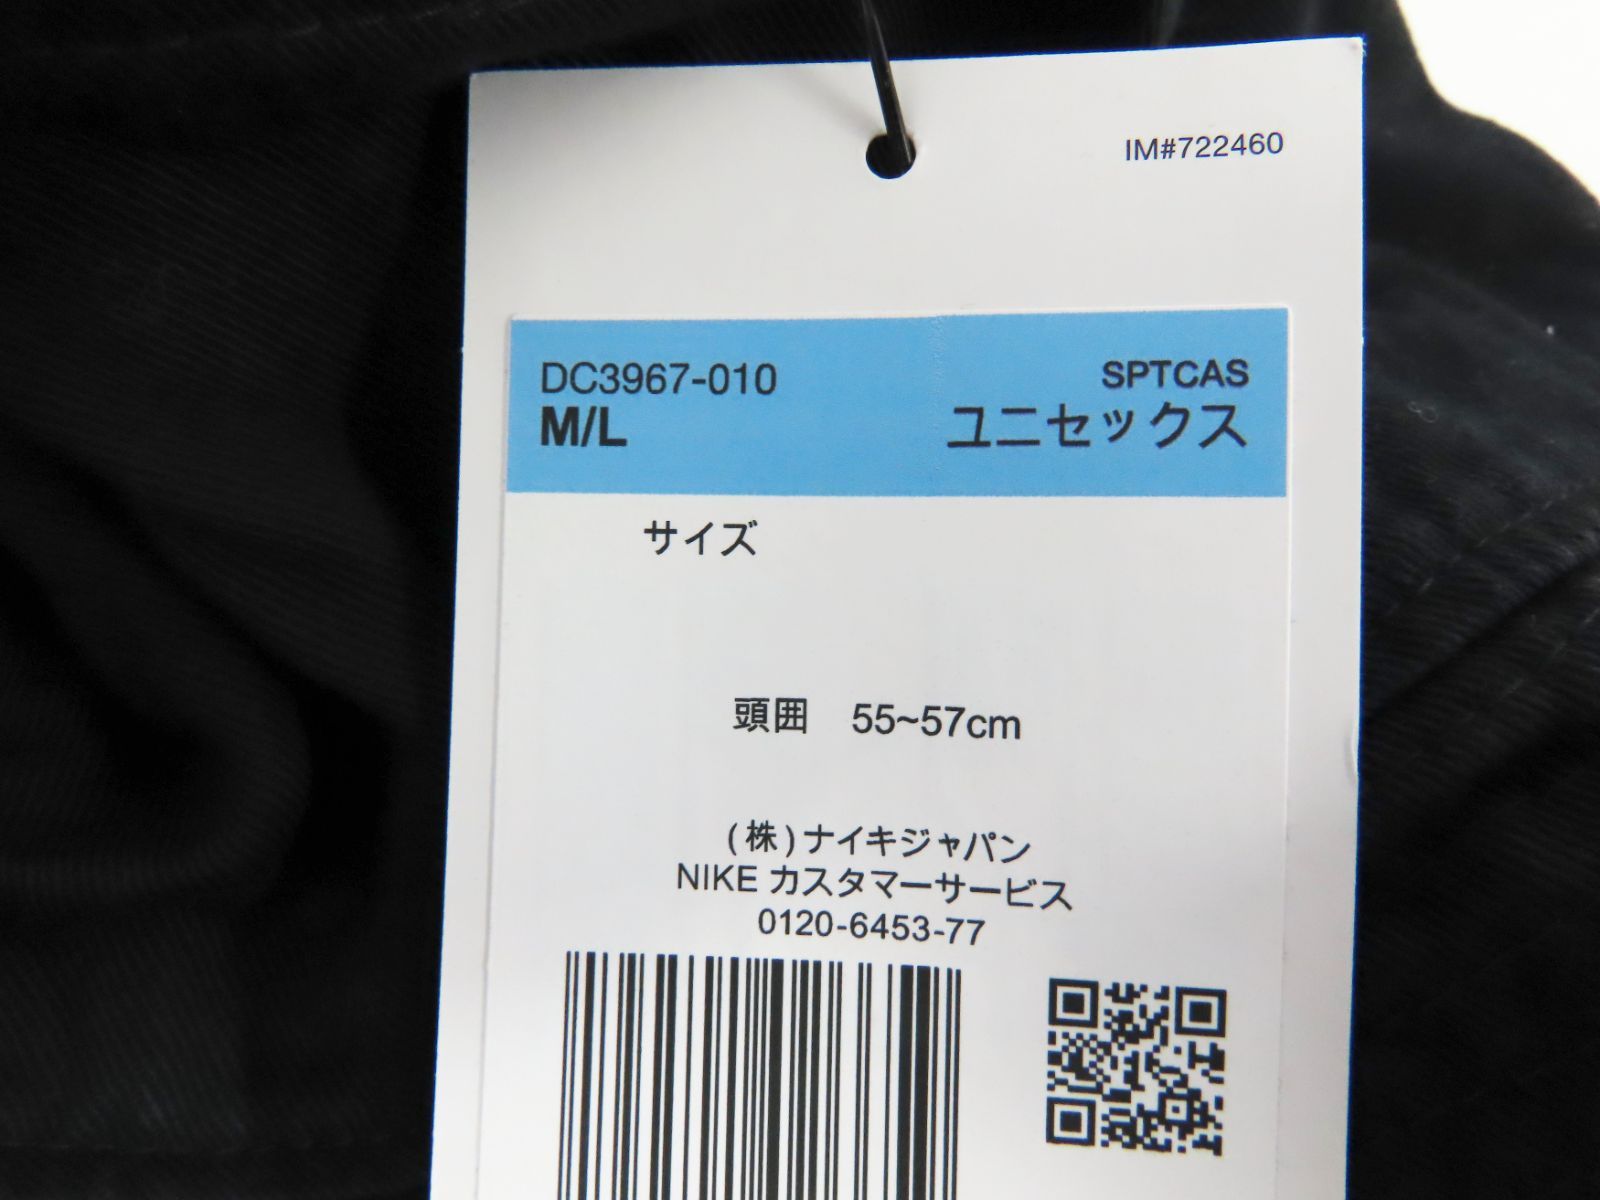 IM#722460
DC3967-010 SPTCAS
M/L ユニセックス
サイズ
頭囲 55~57cm
(株)ナイキジャパン
NIKE カスタマーサービス
0120-6453-77